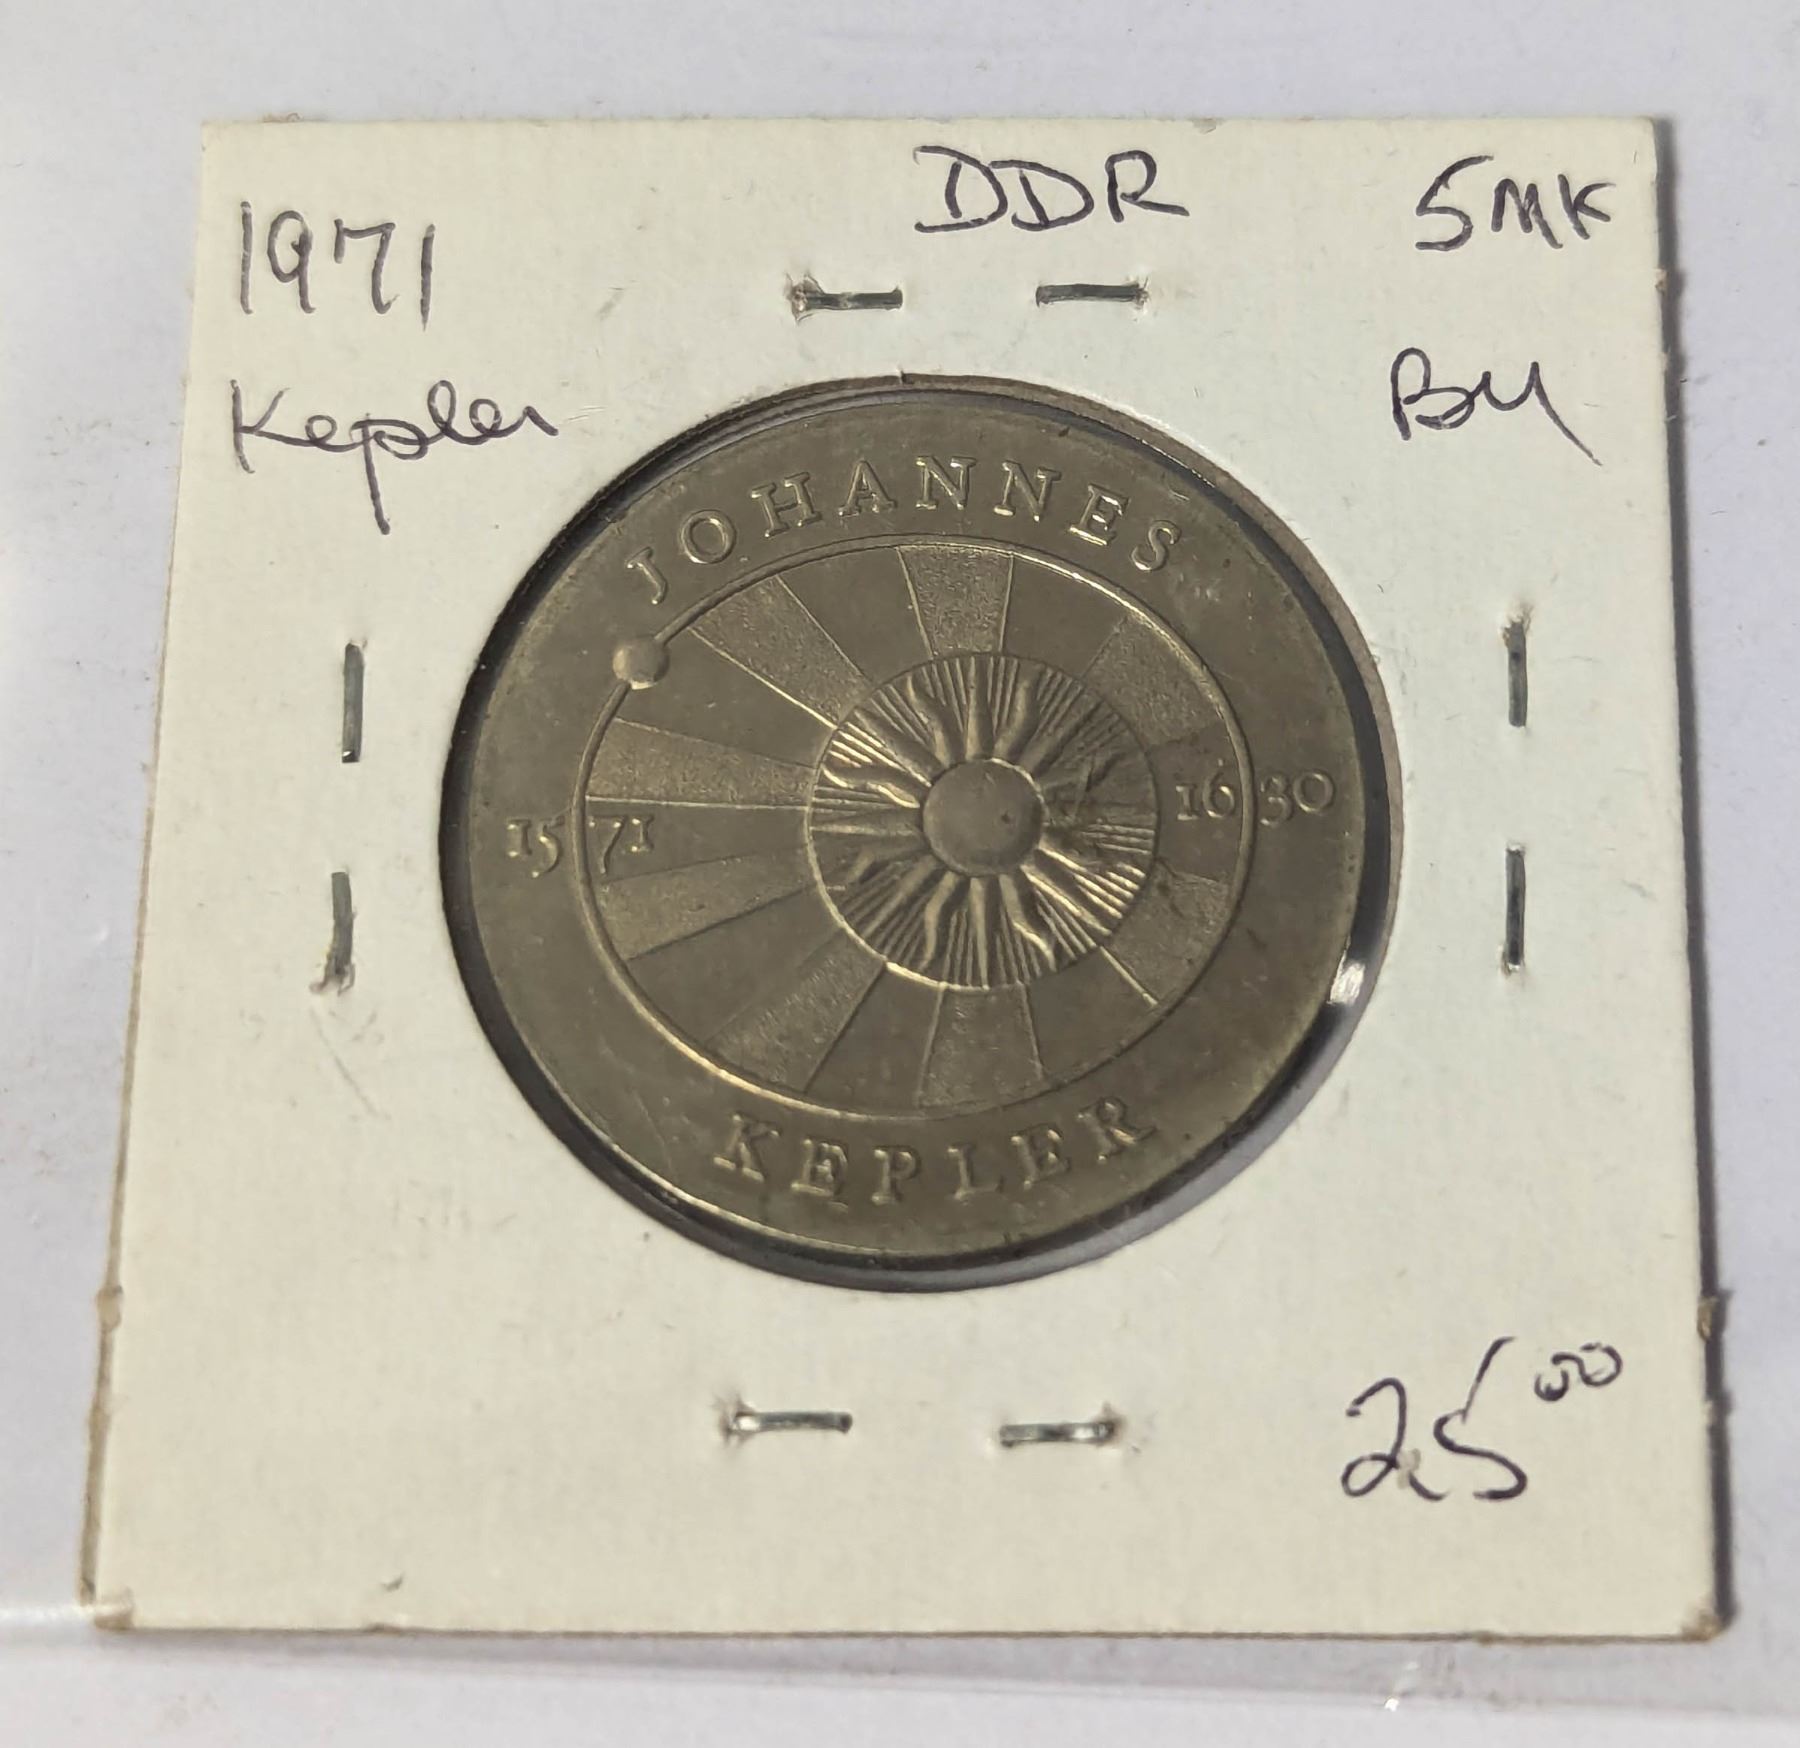 1971 DDR 5MK
Kepler BU
JOHANNES
1571 1630
KEPLER
25 00